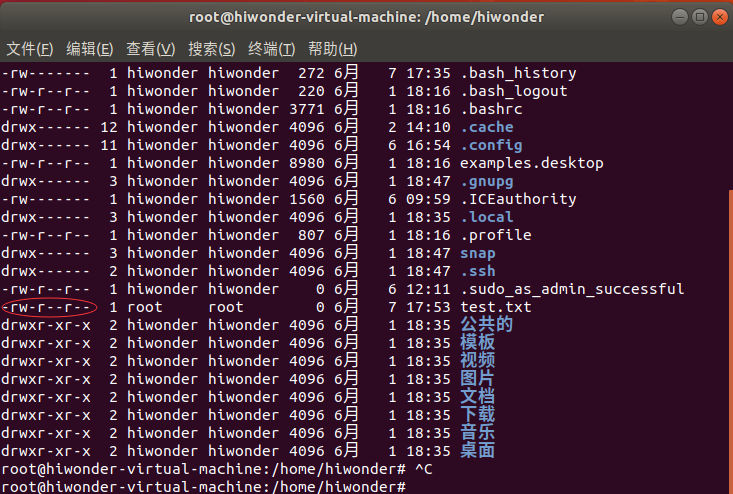 root@hiwonder-virtual-machine: /home/hiwonder
文件(F) 编辑(E) 查看(V) 搜索(S) 终端(T) 帮助(H)
-rw------- 1 hiwonder hiwonder 272 6月 7 17:35 .bash_history
-rw-r--r-- 1 hiwonder hiwonder 220 6月 1 18:16 .bash_logout
-rw-r--r-- 1 hiwonder hiwonder 3771 6月 1 18:16 .bashrc
drwx------ 12 hiwonder hiwonder 4096 6月 2 14:10 .cache
drwx------ 11 hiwonder hiwonder 4096 6月 6 16:54 .config
-rw-r--r-- 1 hiwonder hiwonder 8980 6月 1 18:16 examples.desktop
drwx------ 3 hiwonder hiwonder 4096 6月 1 18:47 .gnupg
-rw------- 1 hiwonder hiwonder 1560 6月 6 09:59 .ICEauthority
drwx------ 3 hiwonder hiwonder 4096 6月 1 18:35 .local
-rw-r--r-- 1 hiwonder hiwonder 807 6月 1 18:16 .profile
drwx------ 3 hiwonder hiwonder 4096 6月 1 18:47 snap
drwx------ 2 hiwonder hiwonder 4096 6月 1 18:47 .ssh
-rw-r--r-- 1 hiwonder hiwonder 0 6月 6 12:11 .sudo_as_admin_successful
-rw-r--r-- 1 root root 0 6月 7 17:53 test.txt
drwxr-xr-x 2 hiwonder hiwonder 4096 6月 1 18:35 公共的
drwxr-xr-x 2 hiwonder hiwonder 4096 6月 1 18:35 模板
drwxr-xr-x 2 hiwonder hiwonder 4096 6月 1 18:35 视频
drwxr-xr-x 2 hiwonder hiwonder 4096 6月 1 18:35 图片
drwxr-xr-x 2 hiwonder hiwonder 4096 6月 1 18:35 文档
drwxr-xr-x 2 hiwonder hiwonder 4096 6月 1 18:35 下载
drwxr-xr-x 2 hiwonder hiwonder 4096 6月 1 18:35 音乐
drwxr-xr-x 2 hiwonder hiwonder 4096 6月 1 18:35 桌面
root@hiwonder-virtual-machine:/home/hiwonder# ^C
root@hiwonder-virtual-machine:/home/hiwonder#